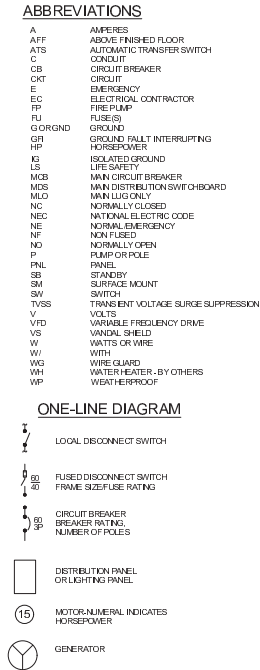 ABBREVIATIONS
A AMPERES
AFF ABOVE FINISHED FLOOR
ATS AUTOMATIC TRANSFER SWITCH
C CONDUIT
CB CIRCUIT BREAKER
CKT CIRCUIT
E EMERGENCY
EC ELECTRICAL CONTRACTOR
FP FIRE PUMP
FU FUSE(S)
G OR GND GROUND
GFI GROUND FAULT INTERRUPTING
HP HORSEPOWER
IG ISOLATED GROUND
LS LIFE SAFETY
MCB MAIN CIRCUIT BREAKER
MDS MAIN DISTRIBUTION SWITCHBOARD
MLO MAIN LUG ONLY
NC NORMALLY CLOSED
NEC NATIONAL ELECTRIC CODE
NE NORMAL/EMERGENCY
NF NON FUSED
NO NORMALLY OPEN
P PUMP OR POLE
PNL PANEL
SB STANDBY
SM SURFACE MOUNT
SW SWITCH
TVSS TRANSIENT VOLTAGE SURGE SUPPRESSION
V VOLTS
VFD VARIABLE FREQUENCY DRIVE
VS VANDAL SHIELD
W WATTS OR WIRE
W/ WITH
WG WIRE GUARD
WH WATER HEATER - BY OTHERS
WP WEATHERPROOF
ONE-LINE DIAGRAM
LOCAL DISCONNECT SWITCH
60 FUSED DISCONNECT SWITCH
40 FRAME SIZE/FUSE RATING
CIRCUIT BREAKER
60 BREAKER RATING,
3P NUMBER OF POLES
DISTRIBUTION PANEL
OR LIGHTING PANEL
15 MOTOR-NUMERAL INDICATES
HORSEPOWER
GENERATOR